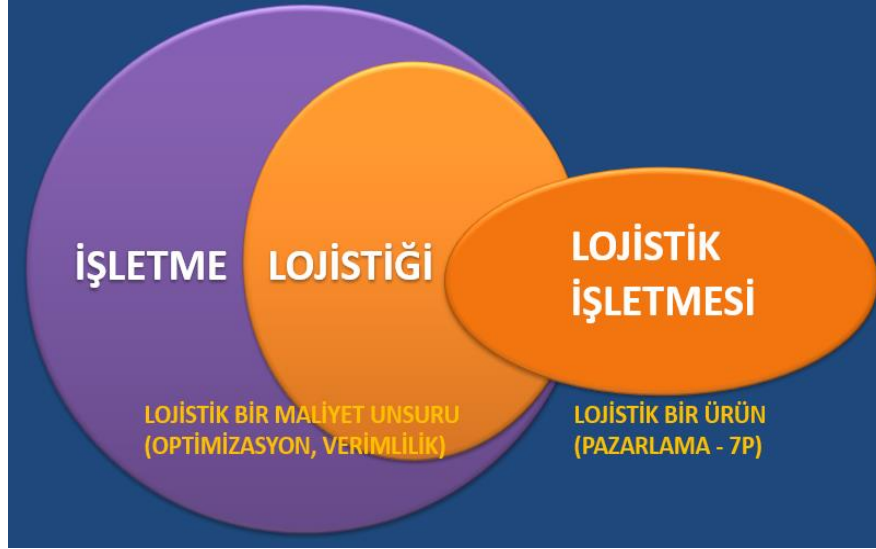 İŞLETME LOJİSTİĞİ
LOJİSTİK
İŞLETMESİ
LOJİSTİK BİR MALİYET UNSURU
(OPTİMİZASYON, VERİMLİLİK)
LOJİSTİK BİR ÜRÜN
(PAZARLAMA - 7P)